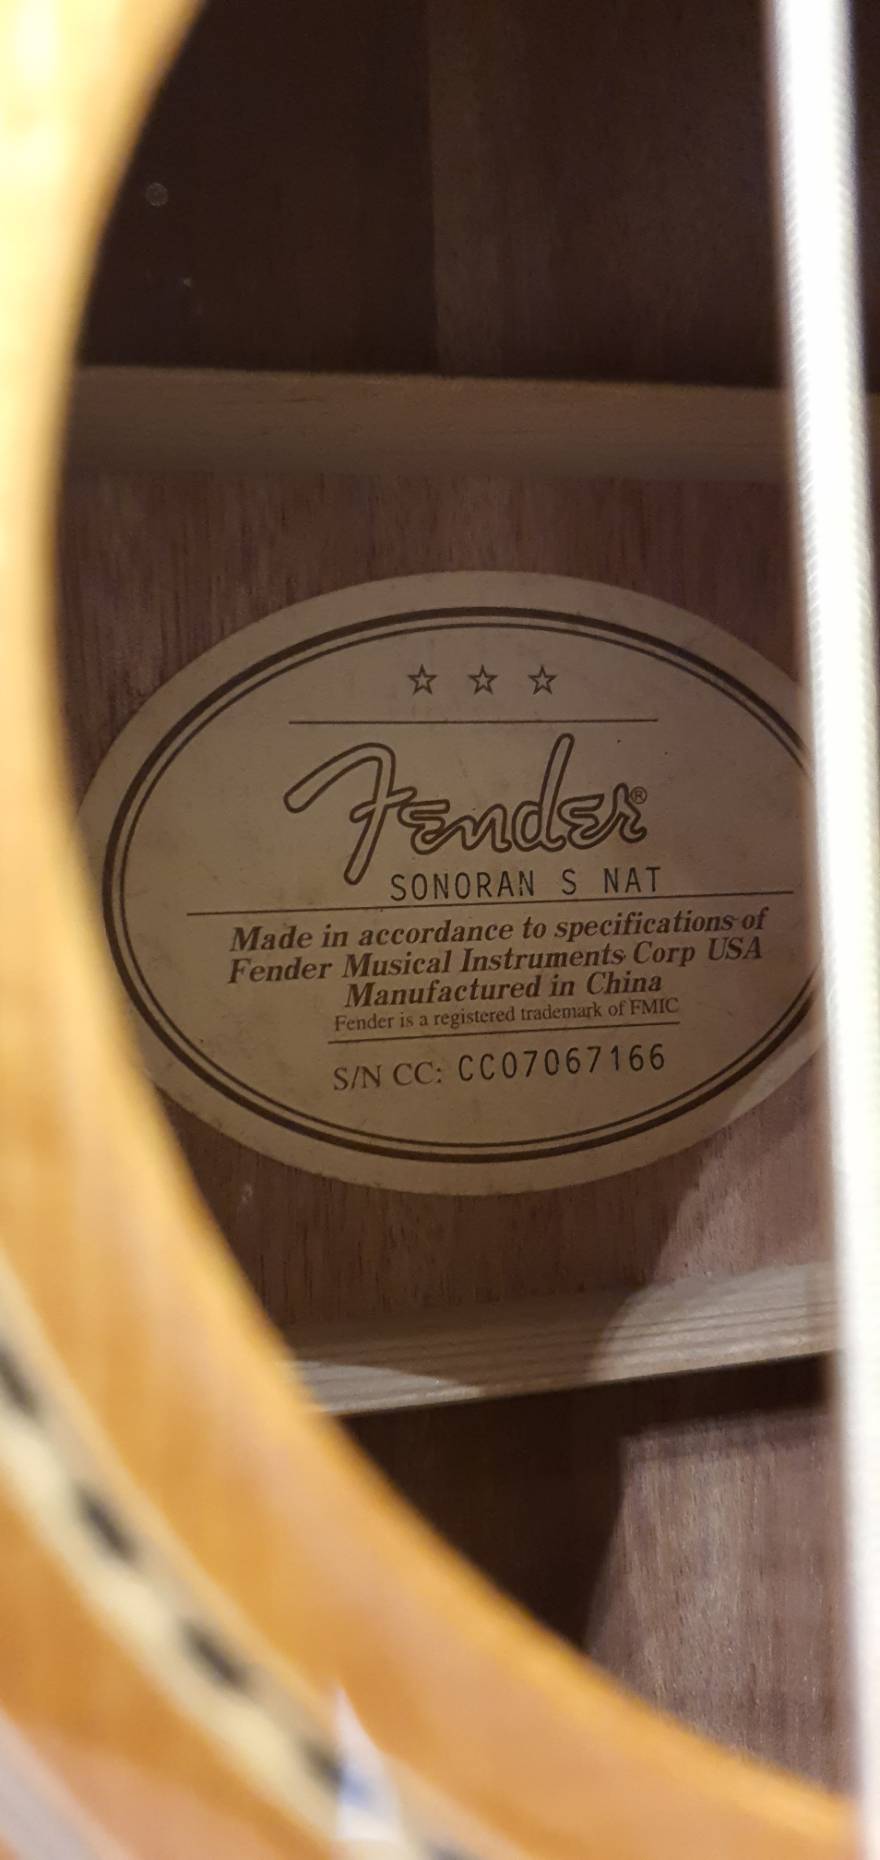 Fender®
SONORAN S NAT
Made in accordance to specifications of
Fender Musical Instruments Corp USA
Manufactured in China
Fender is a registered trademark of FMIC
S/N CC: CC07067166